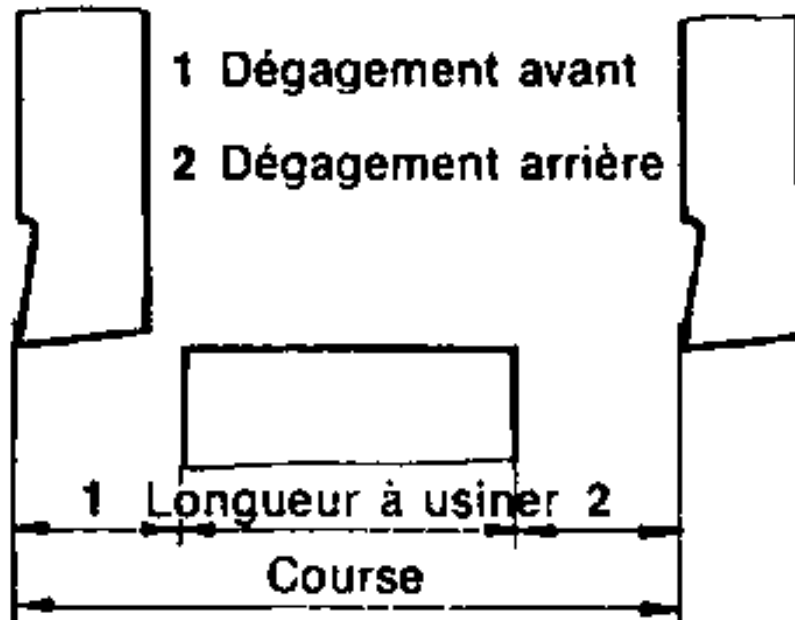 1 Dégagement avant
2 Dégagement arrière
1 Longueur à usiner 2
Course